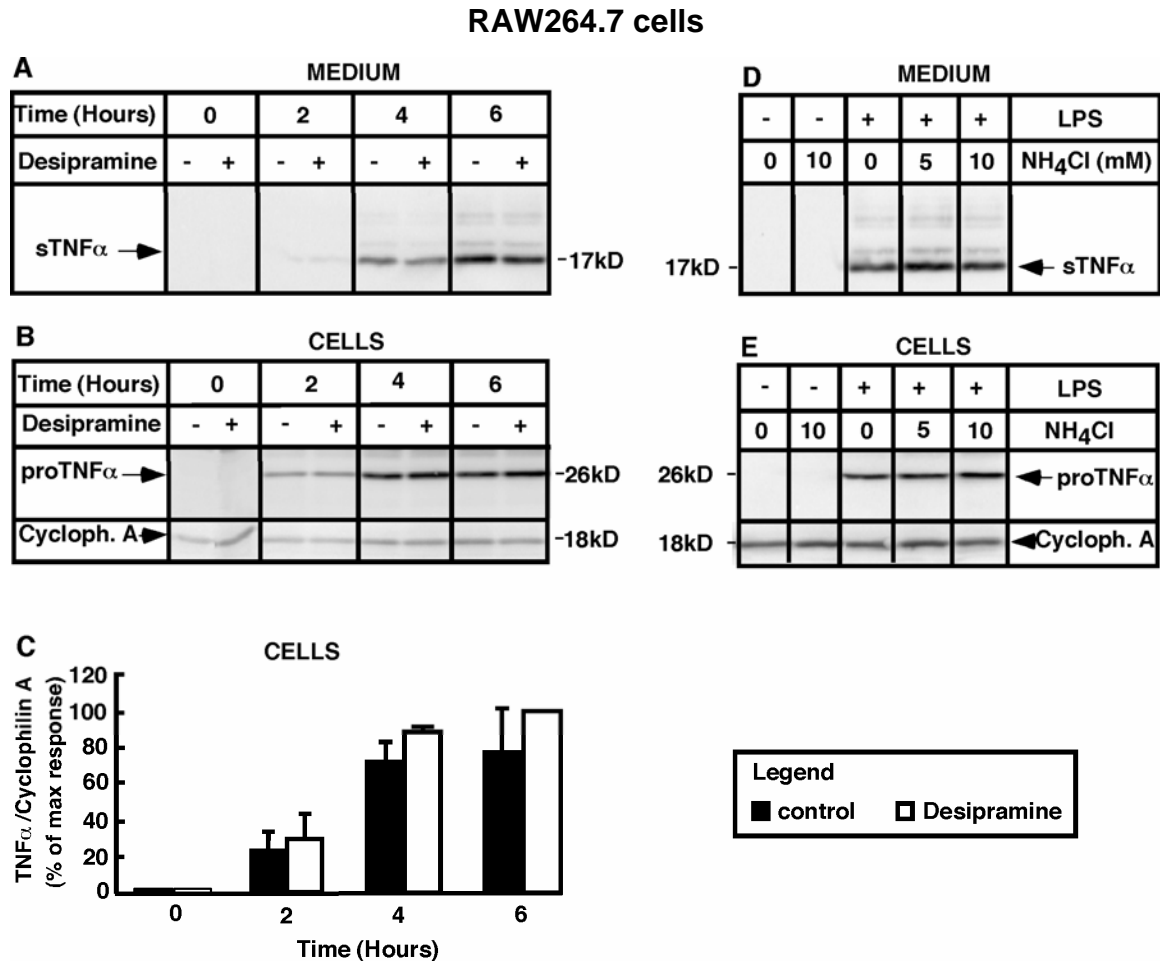 RAW264.7 cells
A
MEDIUM
Time (Hours) 0 2 4 6
Desipramine - + - + - + - +
sTNFα
-17kD
B
CELLS
Time (Hours) 0 2 4 6
Desipramine - + - + - + - +
proTNFα
-26kD
Cycloph. A
-18kD
C
CELLS
TNFα/Cyclophilin A
(% of max response)
120
100
80
60
40
20
0
0 2 4 6
Time (Hours)
D
MEDIUM
- - + + + LPS
0 10 0 5 10 NH4Cl (mM)
17kD -
sTNFα
E
CELLS
- - + + + LPS
0 10 0 5 10 NH4Cl
26kD -
proTNFα
18kD -
Cycloph. A
Legend
control Desipramine